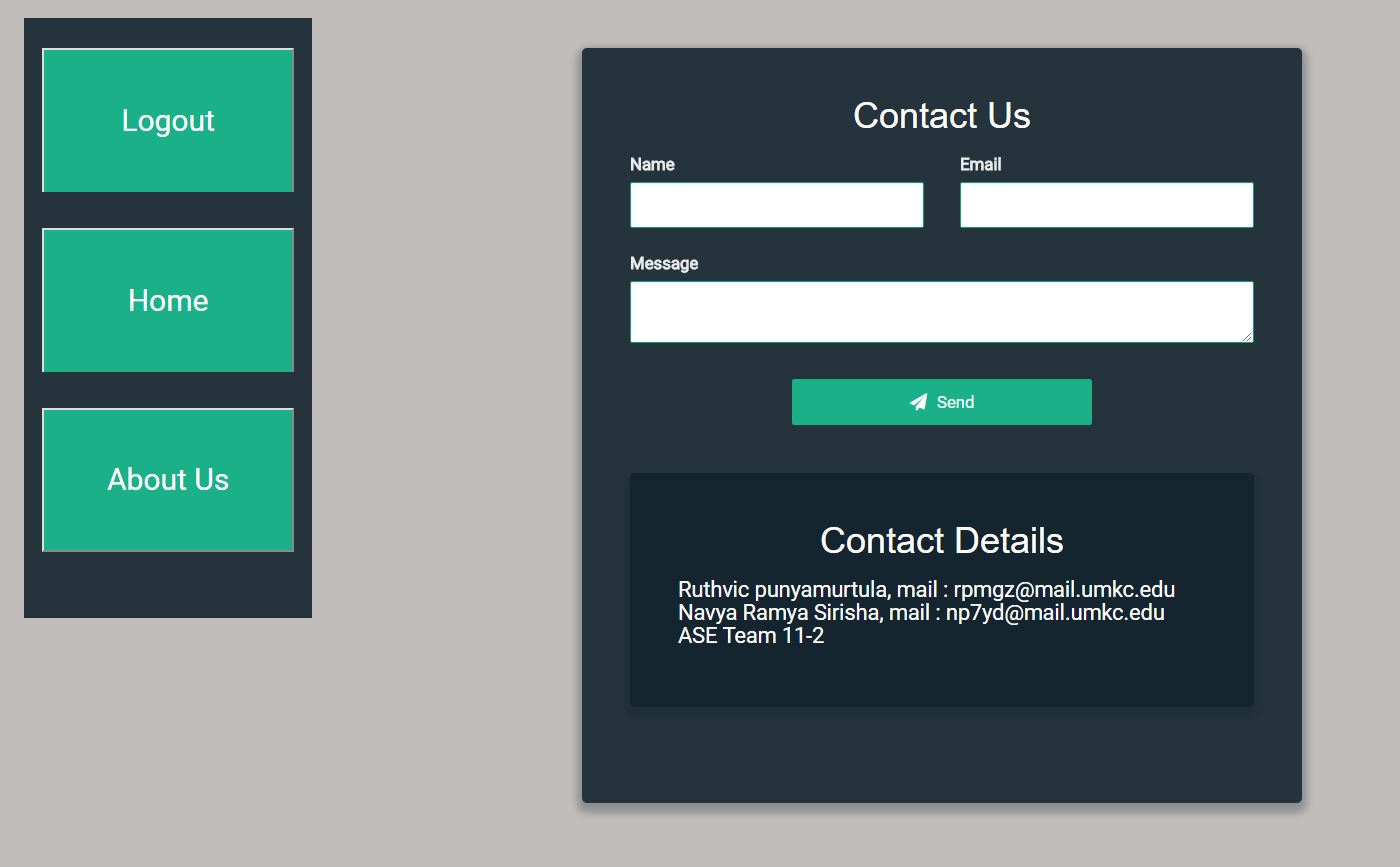 Logout
Home
About Us
Contact Us
Name
Email
Message
Send
Contact Details
Ruthvic punyamurtula, mail : rpmgz@mail.umkc.edu
Navya Ramya Sirisha, mail : np7yd@mail.umkc.edu
ASE Team 11-2